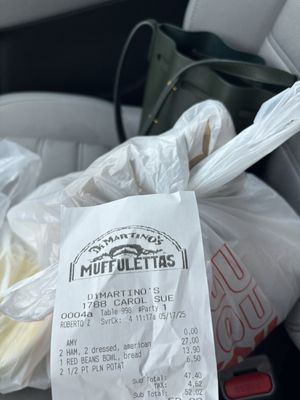 DiMARTINO'S
MUFFULETTAS
DiMARTINO'S
1788 CAROL SUE
0004a Table 998 #Party 1
ROBERTO Z SvrCk: 4 11:17a 05/17/25
AMY 0.00
2 HAM, 2 dressed, american 27.00
1 RED BEANS BOWL, bread 13.90
2 1/2 PT PLN POTAT 6.50
Sub Total: 47.40
TAX: 4.62
Sub Total: 52.02